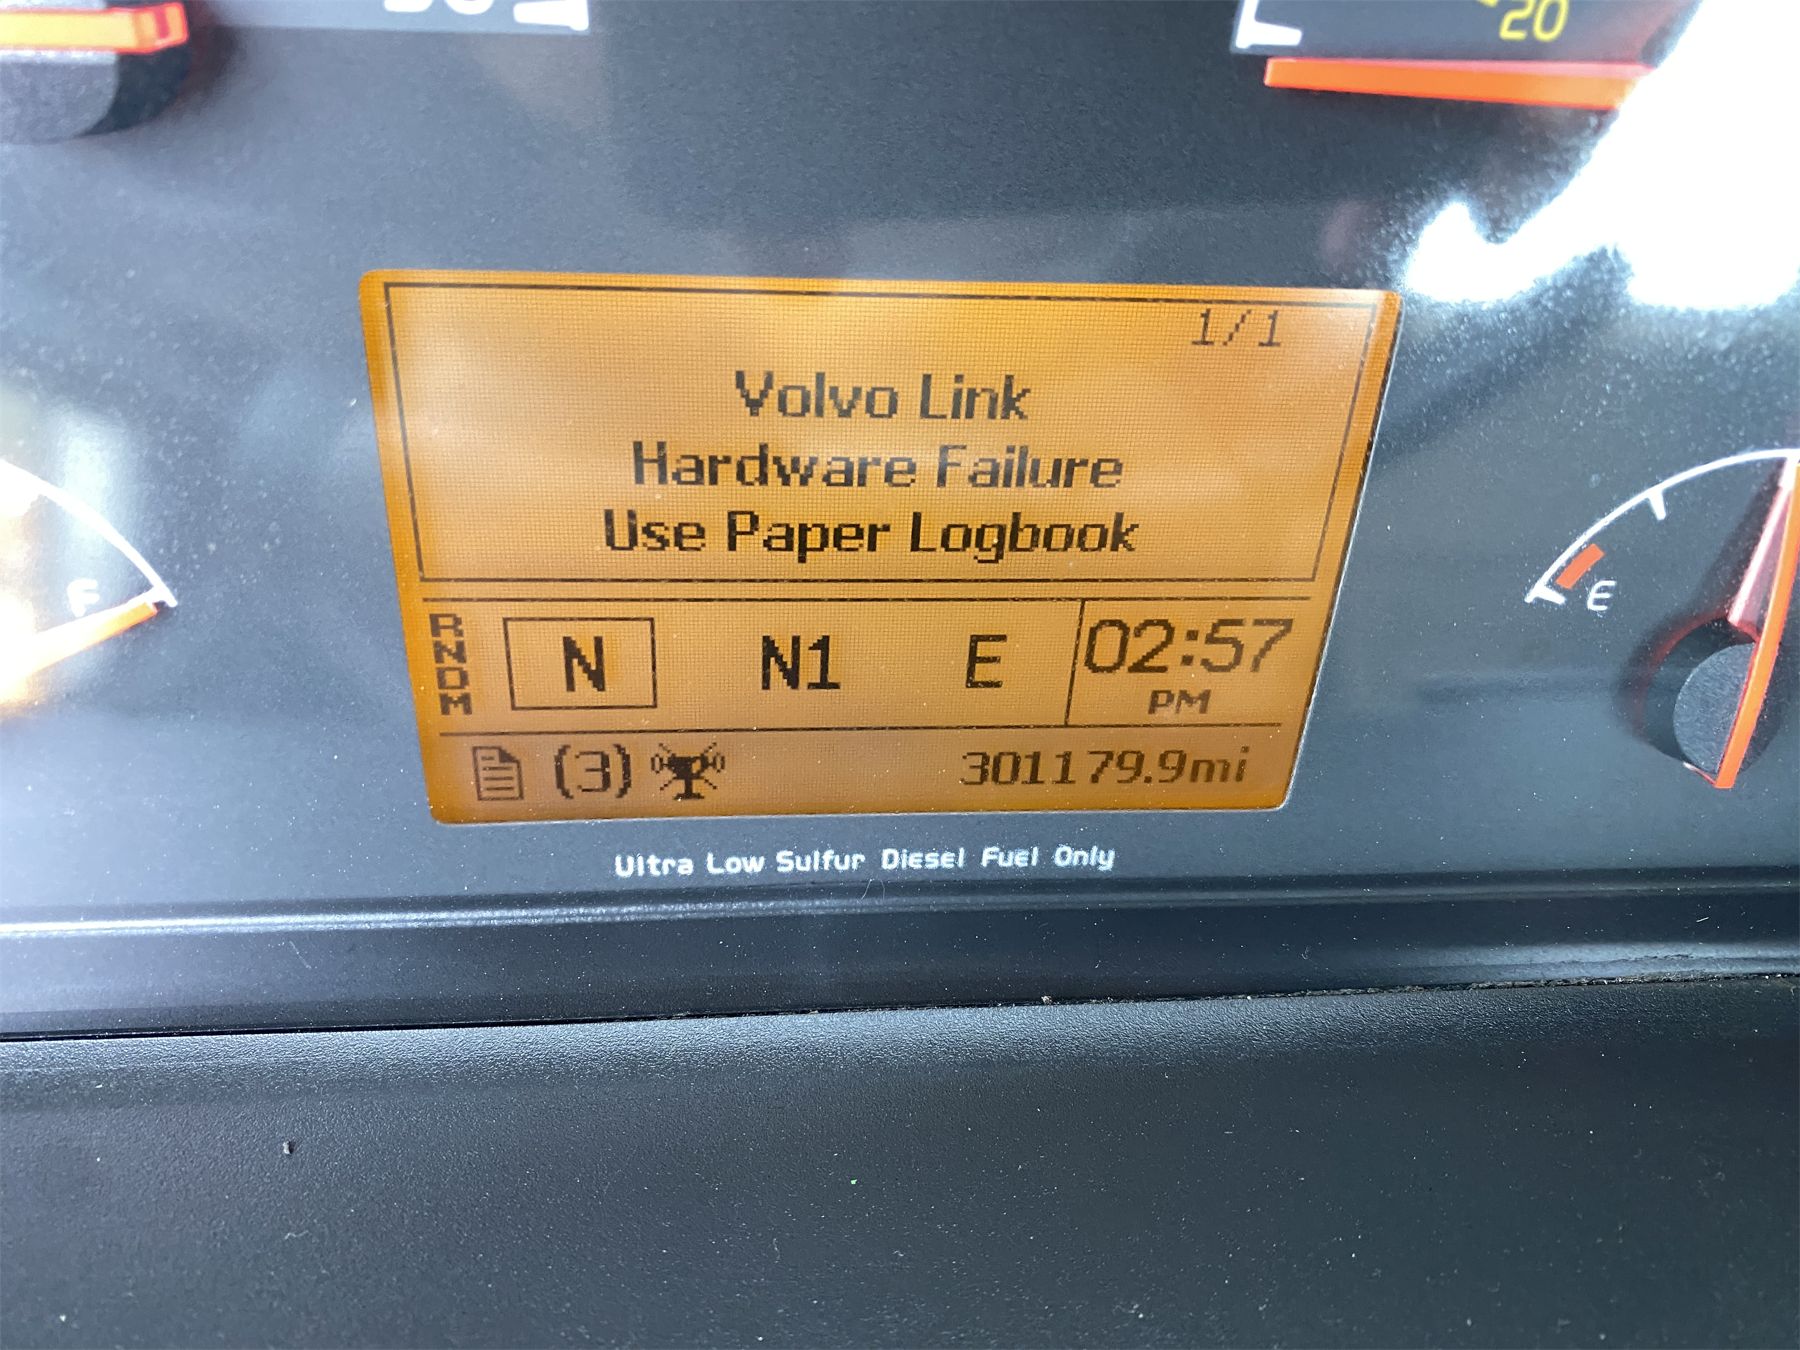 20
1/1
Volvo Link
Hardware Failure
Use Paper Logbook
F
E
RNDM
N N1 E 02:57
PM
(3) 301179.9mi
Ultra Low Sulfur Diesel Fuel Only